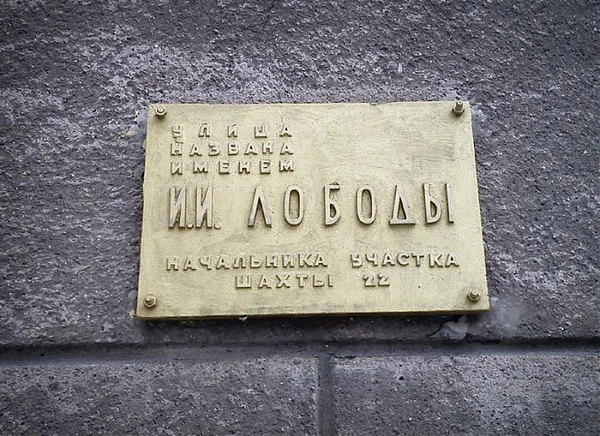 УЛИЦА
НАЗВАНА
ИМЕНЕМ
И.И. ЛОБОДЫ
НАЧАЛЬНИКА УЧАСТКА
ШАХТЫ 22